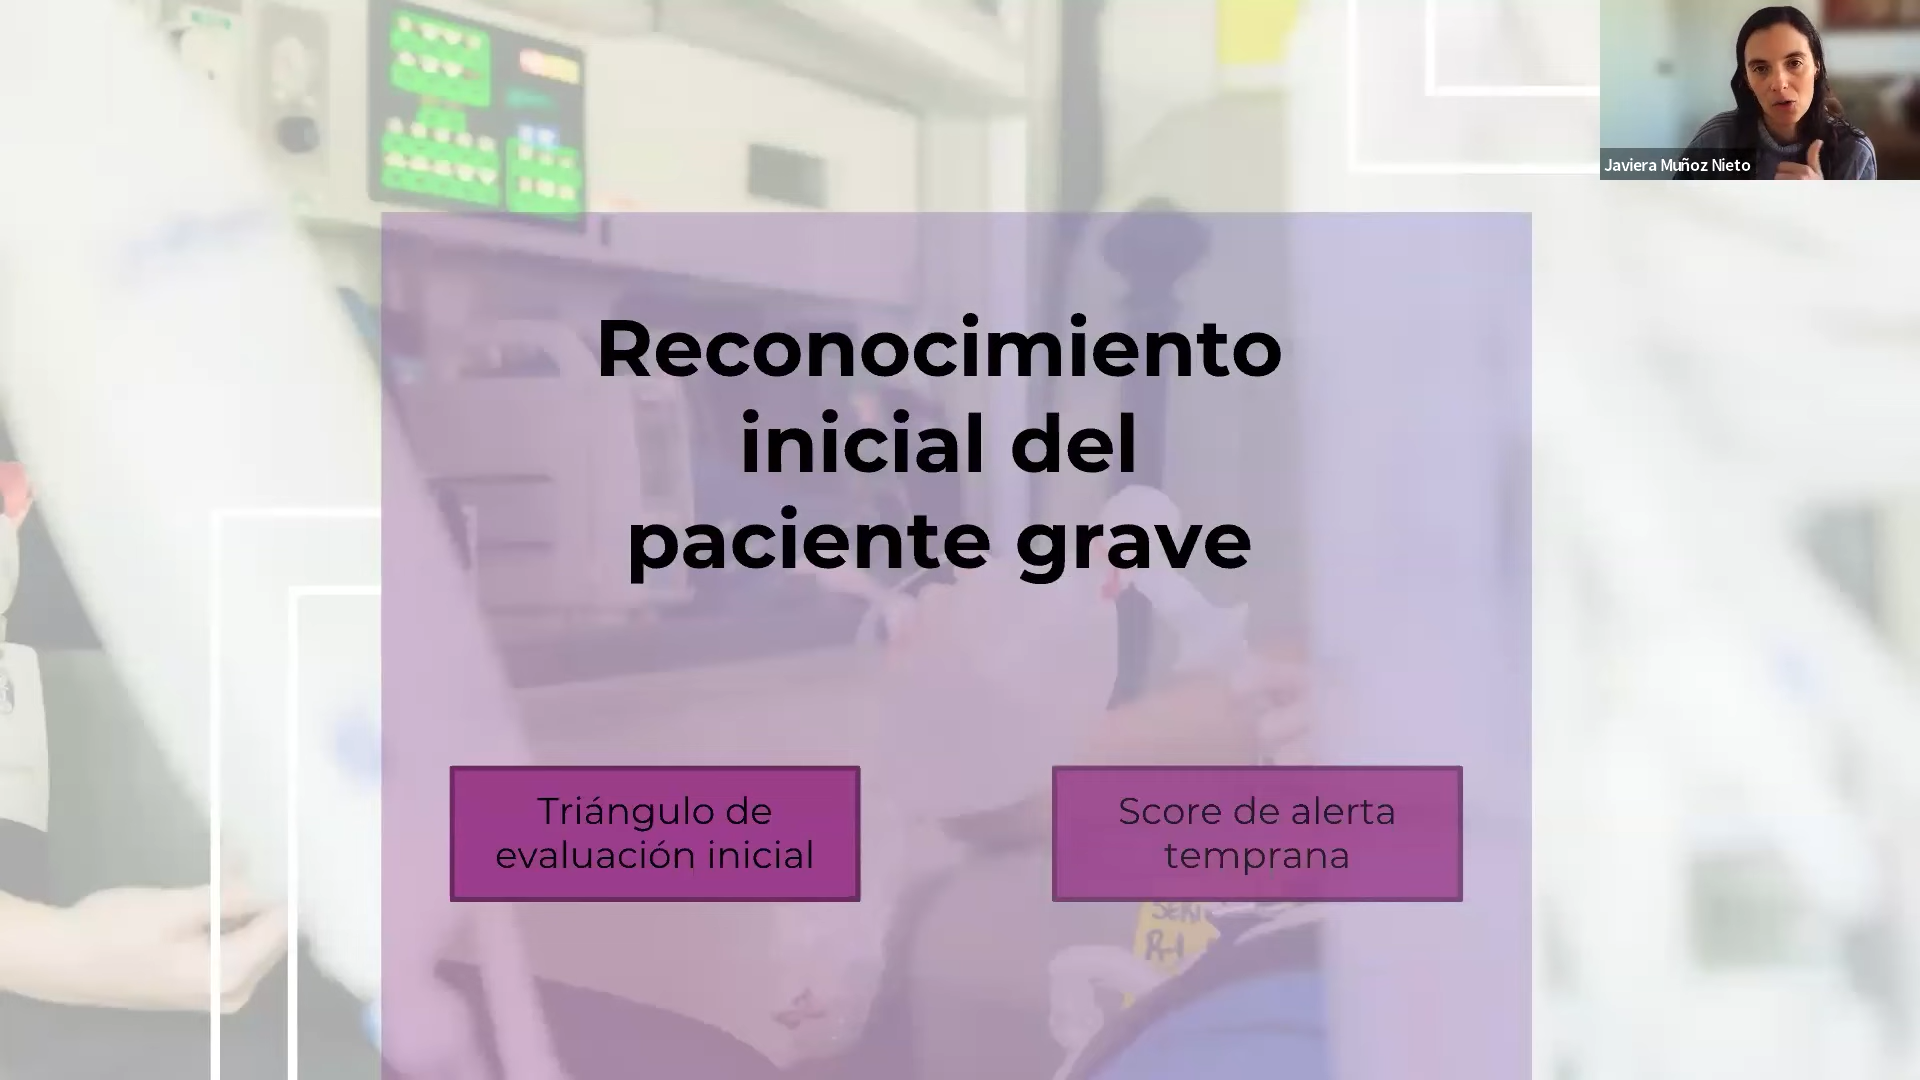 Javiera Muñoz Nieto
Reconocimiento
inicial del
paciente grave
Triángulo de
evaluación inicial
Score de alerta
temprana